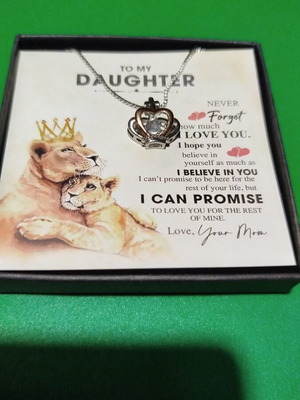 TO MY
DAUGHTER
NEVER
Forget
how much
I LOVE YOU.
I hope you
believe in
yourself as much as
I BELIEVE IN YOU
I can't promise to be here for the
rest of your life, but
I CAN PROMISE
TO LOVE YOU FOR THE REST
OF MINE.
Love, Your Mom